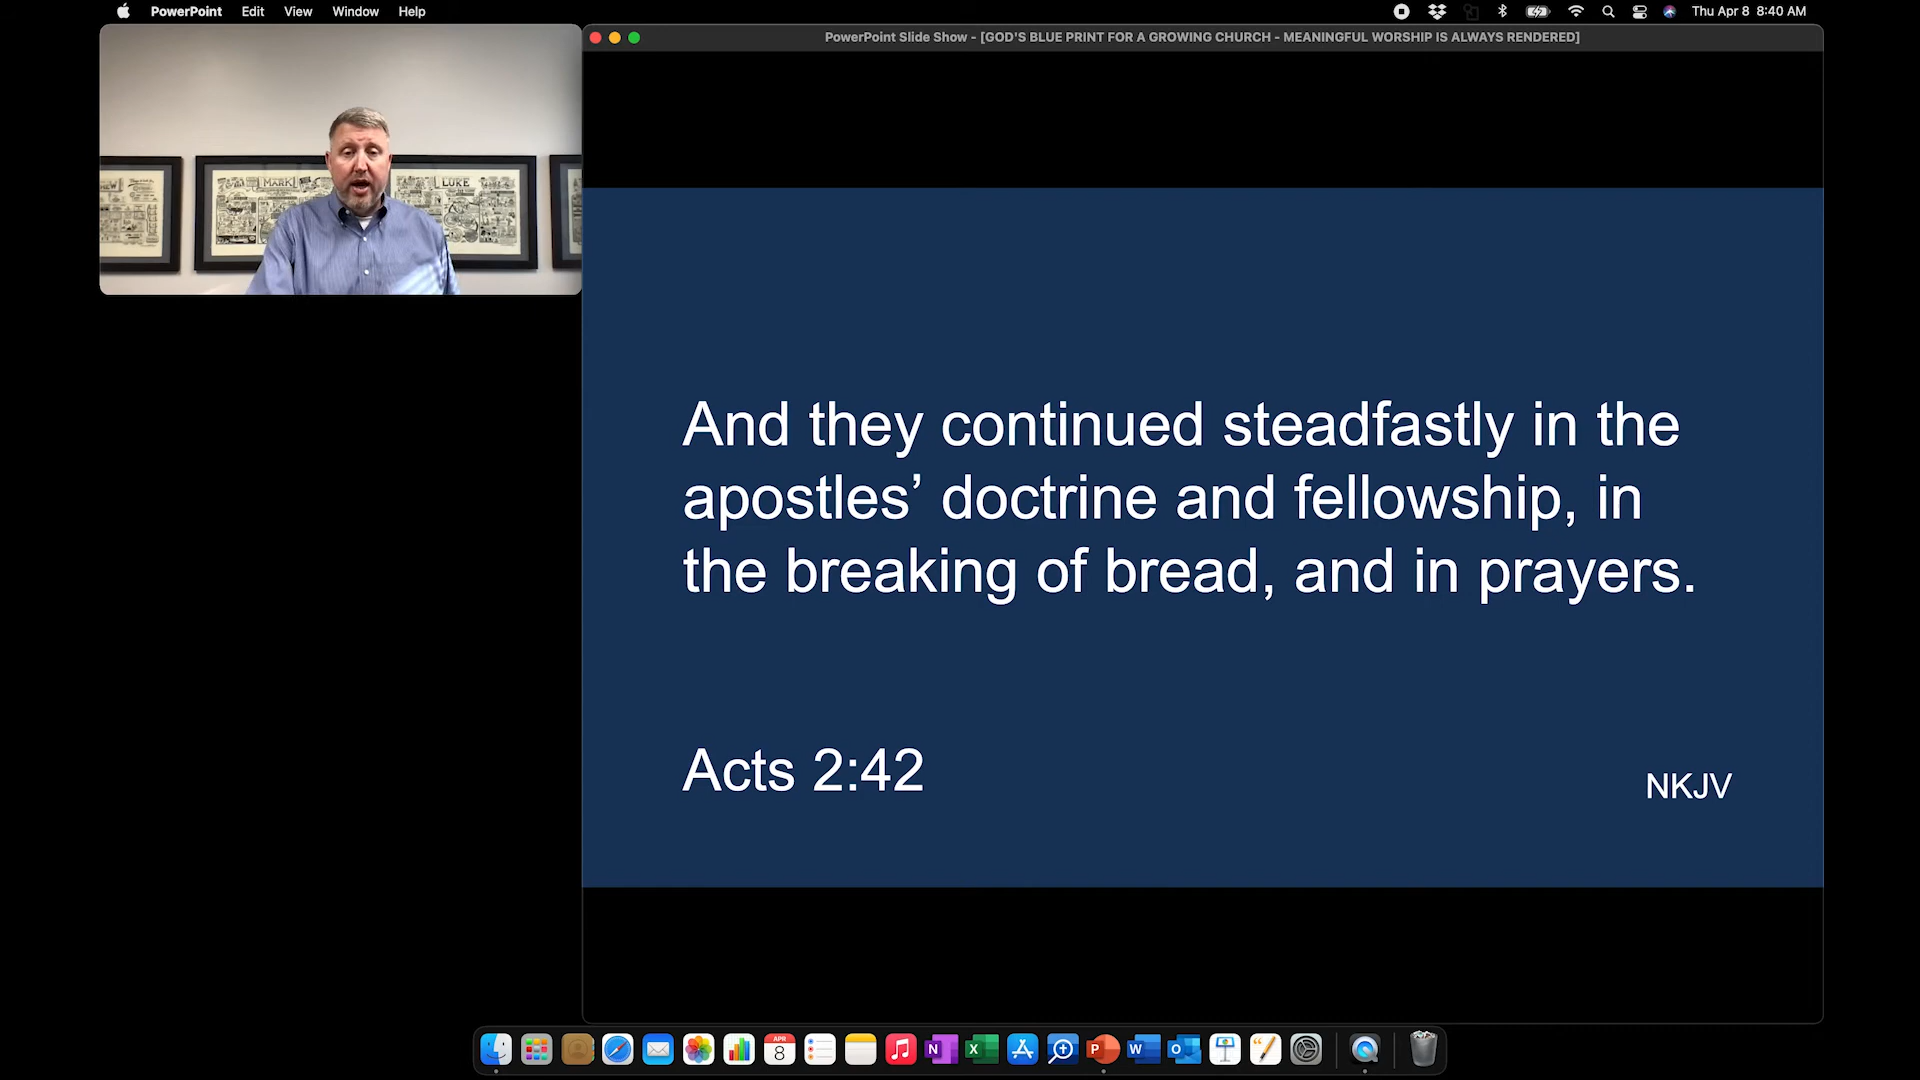 PowerPoint Edit View Window Help
Thu Apr 8 8:40 AM
PowerPoint Slide Show - [GOD'S BLUE PRINT FOR A GROWING CHURCH - MEANINGFUL WORSHIP IS ALWAYS RENDERED]
MARK
LUKE
And they continued steadfastly in the
apostles’ doctrine and fellowship, in
the breaking of bread, and in prayers.
Acts 2:42
NKJV
APR
8
N
X
P
W
O